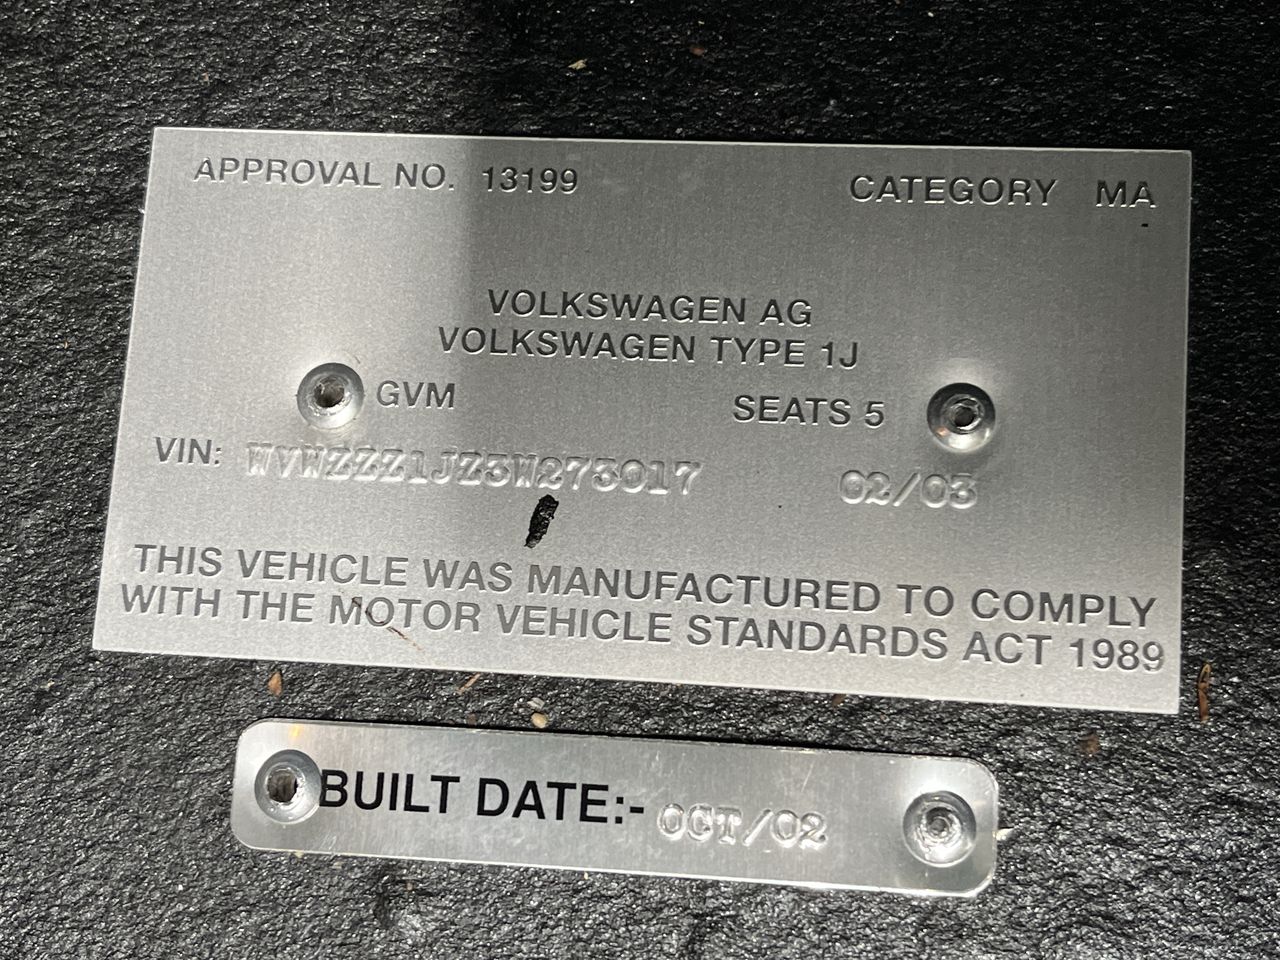 APPROVAL NO. 13199 CATEGORY MA
VOLKSWAGEN AG
VOLKSWAGEN TYPE 1J
GVM SEATS 5
VIN: WVWZZZ1JZ3W273017 02/03
THIS VEHICLE WAS MANUFACTURED TO COMPLY
WITH THE MOTOR VEHICLE STANDARDS ACT 1989
BUILT DATE:- OCT/02